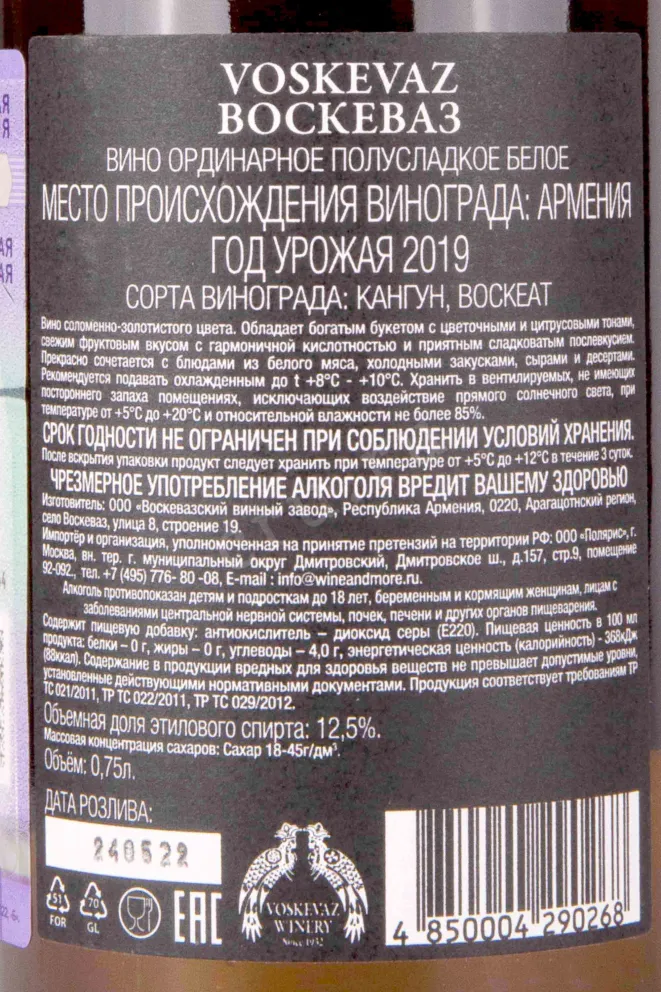 VOSKEVAZ
ВОСКЕВАЗ
ВИНО ОРДИНАРНОЕ ПОЛУСЛАДКОЕ БЕЛОЕ
МЕСТО ПРОИСХОЖДЕНИЯ ВИНОГРАДА: АРМЕНИЯ
ГОД УРОЖАЯ 2019
СОРТА ВИНОГРАДА: КАНГУН, ВОСКЕАТ
Вино соломенно-золотистого цвета. Обладает богатым букетом с цветочными и цитрусовыми тонами,
свежим фруктовым вкусом с гармоничной кислотностью и приятным сладковатым послевкусием.
Прекрасно сочетается с блюдами из белого мяса, холодными закусками, сырами и десертами.
Рекомендуется подавать охлажденным до t +8°С - +10°С. Хранить в вентилируемых, не имеющих
постороннего запаха помещениях, исключающих воздействие прямого солнечного света, при
температуре от +5°С до +20°С и относительной влажности не более 85%.
СРОК ГОДНОСТИ НЕ ОГРАНИЧЕН ПРИ СОБЛЮДЕНИИ УСЛОВИЙ ХРАНЕНИЯ.
После вскрытия упаковки продукт следует хранить при температуре от +5°С до +12°С в течение 3 суток.
ЧРЕЗМЕРНОЕ УПОТРЕБЛЕНИЕ АЛКОГОЛЯ ВРЕДИТ ВАШЕМУ ЗДОРОВЬЮ
Изготовитель: ООО «Воскевазский винный завод», Республика Армения, 0220, Арагацотнский регион,
село Воскеваз, улица 8, строение 19.
Импортёр и организация, уполномоченная на принятие претензий на территории РФ: ООО «Полярис», г.
Москва, вн. тер. г. муниципальный округ Дмитровский, Дмитровское ш., д.157, стр.9, помещение
92-092., тел. +7 (495) 776- 80 -08, E-mail : info@wineandmore.ru.
Алкоголь противопоказан детям и подросткам до 18 лет, беременным и кормящим женщинам, лицам с
заболеваниями центральной нервной системы, почек, печени и других органов пищеварения.
Содержит пищевую добавку: антиокислитель – диоксид серы (Е220). Пищевая ценность в 100 мл
продукта: белки – 0 г, жиры – 0 г, углеводы – 4,0 г, энергетическая ценность (калорийность) - 368кДж
(88ккал). Содержание в продукции вредных для здоровья веществ не превышает допустимые уровни,
установленные действующими нормативными документами. Продукция соответствует требованиям ТР
ТС 021/2011, ТР ТС 022/2011, ТР ТС 029/2012.
Объемная доля этилового спирта: 12,5%.
Массовая концентрация сахаров: Сахар 18-45г/дм³.
Объём: 0,75л.
ДАТА РОЗЛИВА:
240522
51
FOR
70
GL
EAC
VOSKEVAZ
WINERY
Since 1932
4 850004 290268